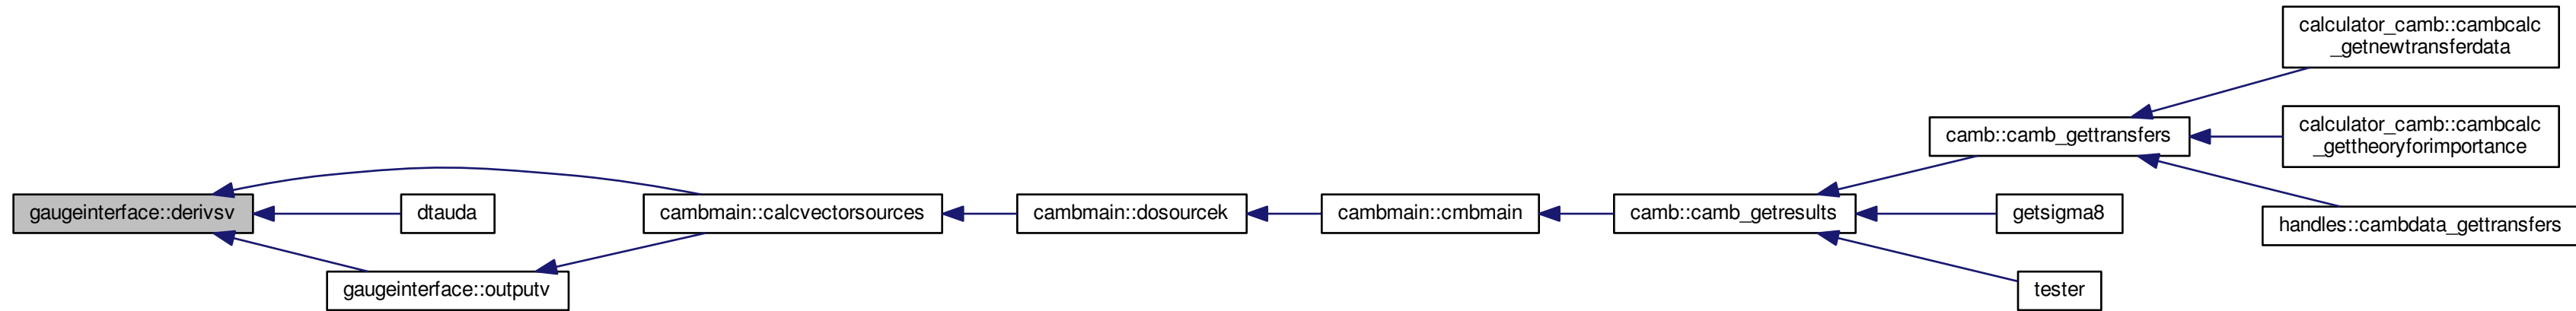 calculator_camb::cambcalc
_getnewtransferdata
calculator_camb::cambcalc
_gettheoryforimportance
camb::camb_gettransfers
handles::cambdata_gettransfers
gaugeinterface::derivsv
dtauda
cambmain::calcvectorsources
cambmain::dosourcek
cambmain::cmbmain
camb::camb_getresults
getsigma8
gaugeinterface::outputv
tester